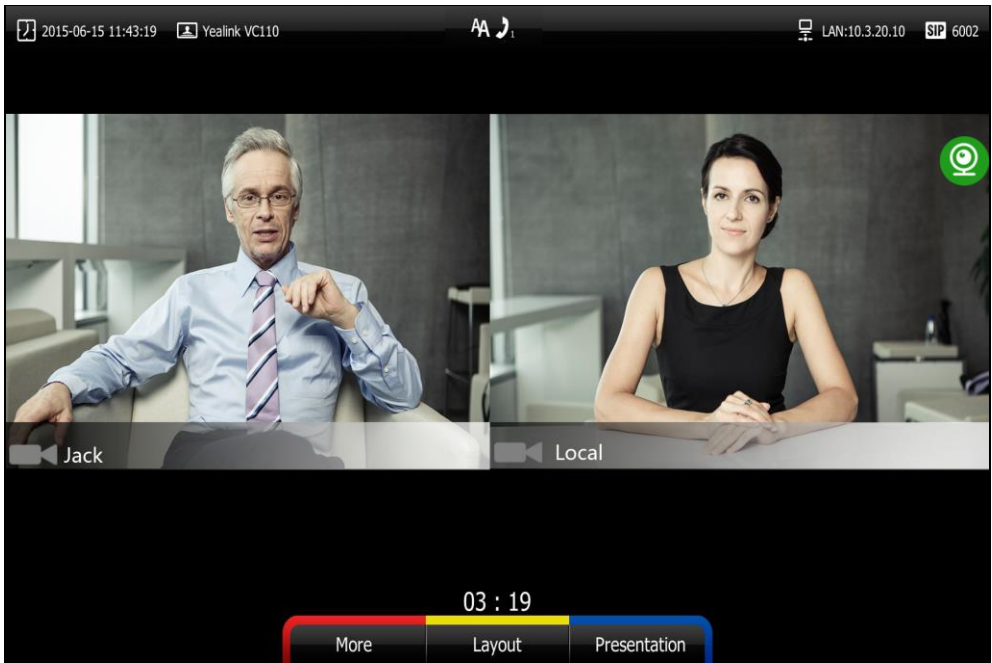 2015-06-15 11:43:19 Yealink VC110 AA 1 LAN:10.3.20.10 SIP 6002
Jack
Local
03 : 19
More Layout Presentation